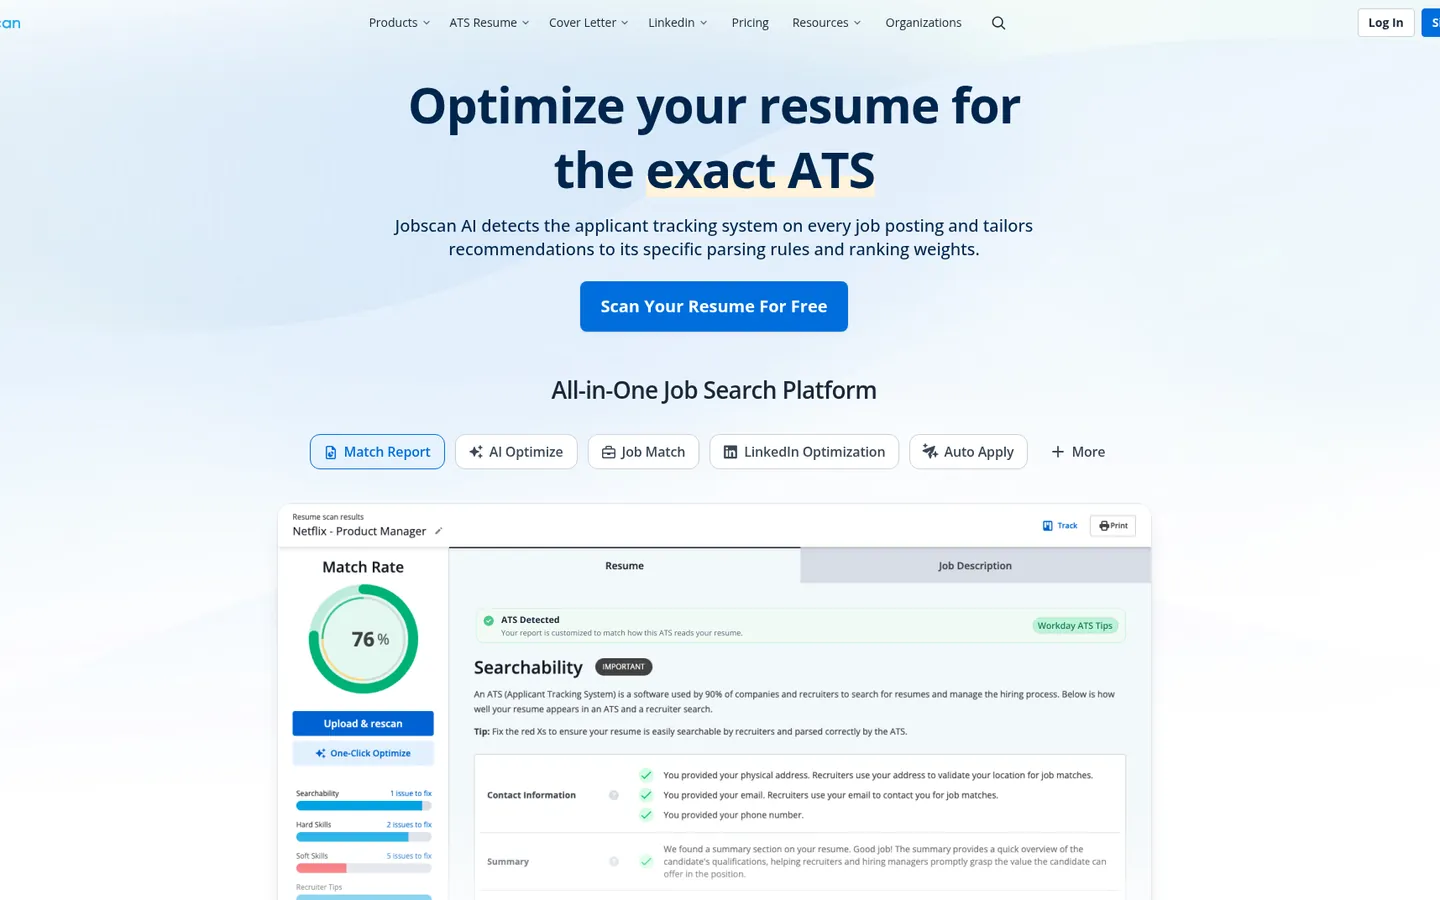 can
Products
ATS Resume
Cover Letter
Linkedin
Pricing
Resources
Organizations
Log In
S
Optimize your resume for
the exact ATS
Jobscan AI detects the applicant tracking system on every job posting and tailors
recommendations to its specific parsing rules and ranking weights.
Scan Your Resume For Free
All-in-One Job Search Platform
Match Report
AI Optimize
Job Match
LinkedIn Optimization
Auto Apply
More
Resume scan results
Netflix - Product Manager
Track
Print
Match Rate
76 %
Upload & rescan
One-Click Optimize
Searchability 1 issue to fix
Hard Skills 2 issues to fix
Soft Skills 5 issues to fix
Recruiter Tips
Resume
Job Description
ATS Detected
Your report is customized to match how this ATS reads your resume.
Workday ATS Tips
Searchability IMPORTANT
An ATS (Applicant Tracking System) is a software used by 90% of companies and recruiters to search for resumes and manage the hiring process. Below is how
well your resume appears in an ATS and a recruiter search.
Tip: Fix the red Xs to ensure your resume is easily searchable by recruiters and parsed correctly by the ATS.
Contact Information
You provided your physical address. Recruiters use your address to validate your location for job matches.
You provided your email. Recruiters use your email to contact you for job matches.
You provided your phone number.
Summary
We found a summary section on your resume. Good job! The summary provides a quick overview of the
candidate's qualifications, helping recruiters and hiring managers promptly grasp the value the candidate can
offer in the position.